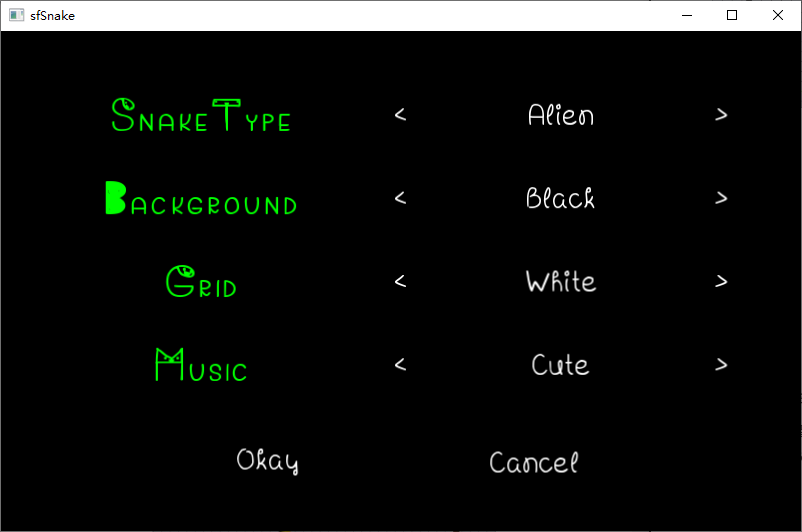 sfSnake
SnakeType < Alien >
Background < Black >
Grid < White >
Music < Cute >
Okay Cancel